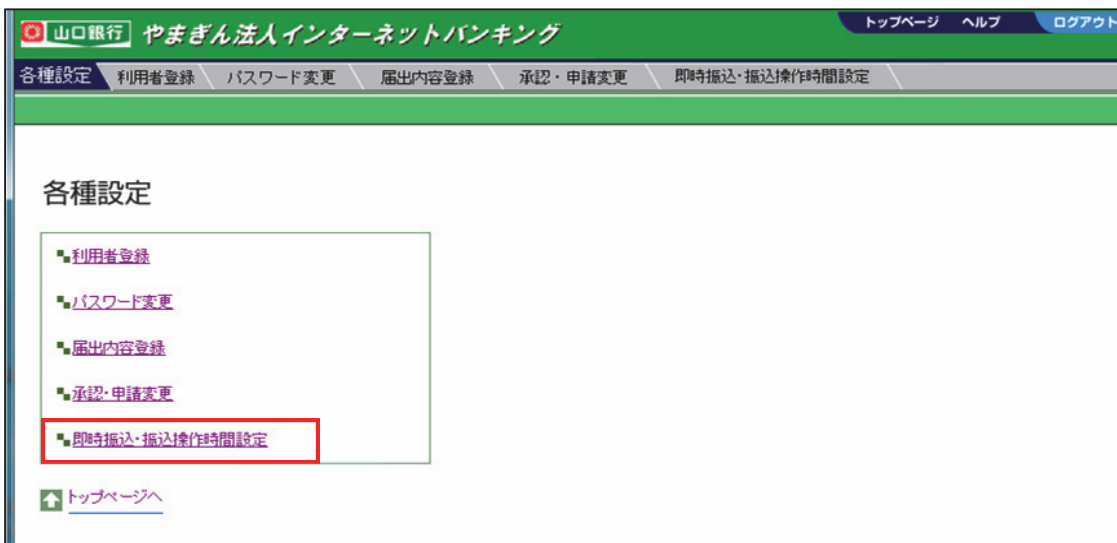 山口銀行 やまぎん法人インターネットバンキング トップページ ヘルプ ログアウト
各種設定 利用者登録 パスワード変更 届出内容登録 承認・申請変更 即時振込・振込操作時間設定
各種設定
利用者登録
パスワード変更
届出内容登録
承認・申請変更
即時振込・振込操作時間設定
トップページへ